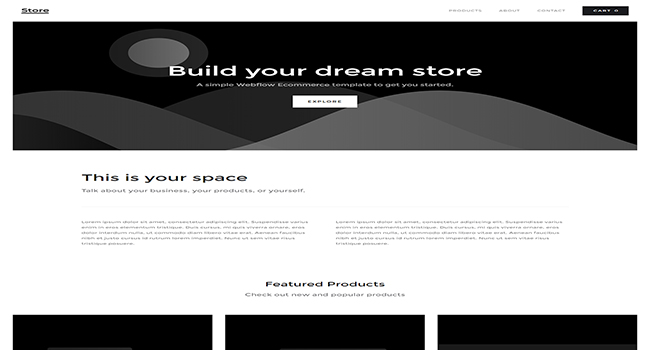 Store
PRODUCTS ABOUT CONTACT CART 0
Build your dream store
A simple Webflow Ecommerce template to get you started.
EXPLORE
This is your space
Talk about your business, your products, or yourself.
Lorem ipsum dolor sit amet, consectetur adipiscing elit. Suspendisse varius
enim in eros elementum tristique. Duis cursus, mi quis viverra ornare, eros
dolor interdum nulla, ut commodo diam libero vitae erat. Aenean faucibus
nibh et justo cursus id rutrum lorem imperdiet. Nunc ut sem vitae risus
tristique posuere.
Lorem ipsum dolor sit amet, consectetur adipiscing elit. Suspendisse varius
enim in eros elementum tristique. Duis cursus, mi quis viverra ornare, eros
dolor interdum nulla, ut commodo diam libero vitae erat. Aenean faucibus
nibh et justo cursus id rutrum lorem imperdiet. Nunc ut sem vitae risus
tristique posuere.
Featured Products
Check out new and popular products